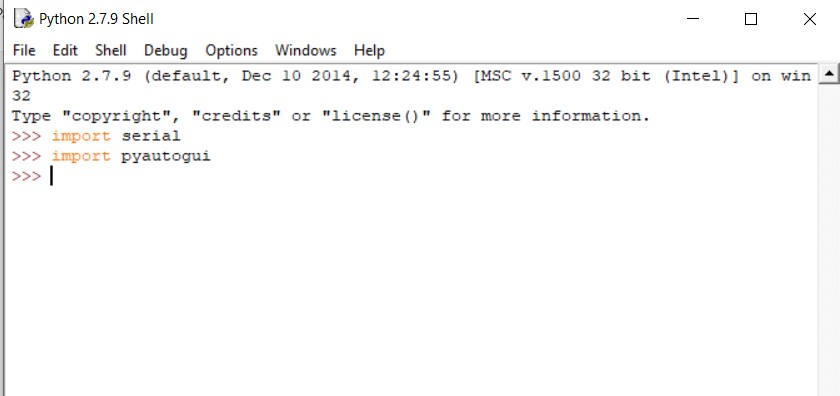 Python 2.7.9 Shell
File Edit Shell Debug Options Windows Help
Python 2.7.9 (default, Dec 10 2014, 12:24:55) [MSC v.1500 32 bit (Intel)] on win
32
Type "copyright", "credits" or "license()" for more information.
>>> import serial
>>> import pyautogui
>>>